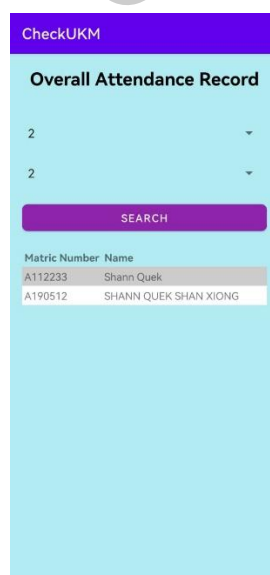 CheckUKM
Overall Attendance Record
2
2
SEARCH
Matric Number Name
A112233 Shann Quek
A190512 SHANN QUEK SHAN XIONG